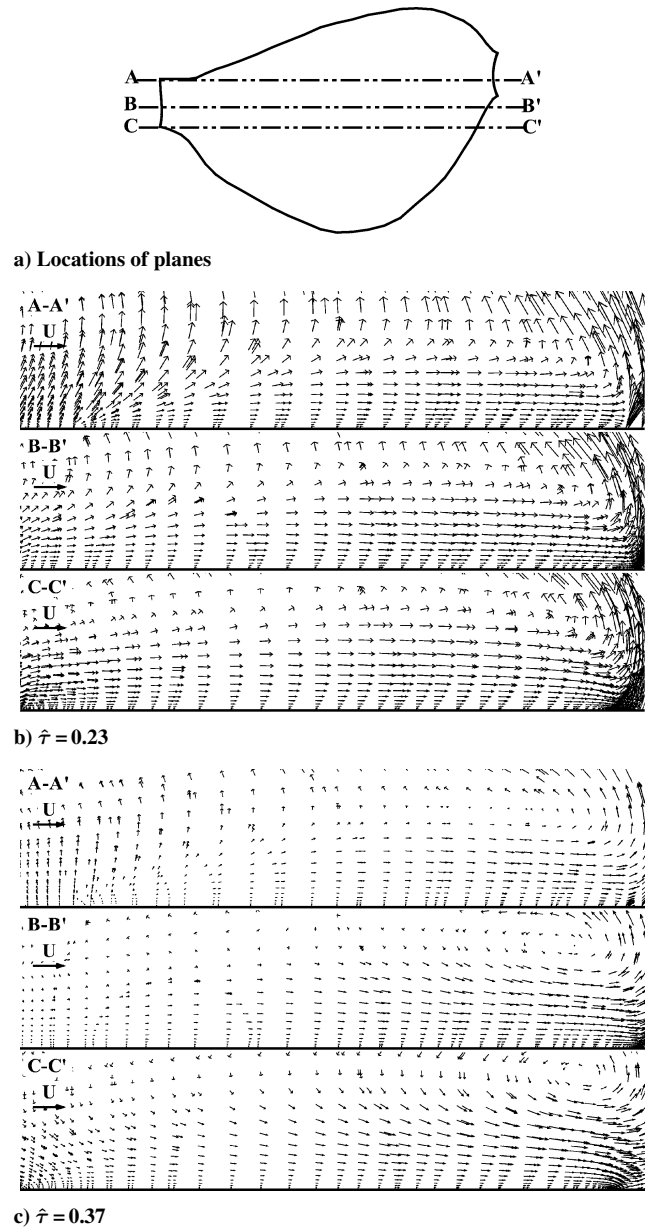 A A'
B B'
C C'
a) Locations of planes
A-A'
U
B-B'
U
C-C'
U
b) τ̂ = 0.23
A-A'
U
B-B'
U
C-C'
U
c) τ̂ = 0.37